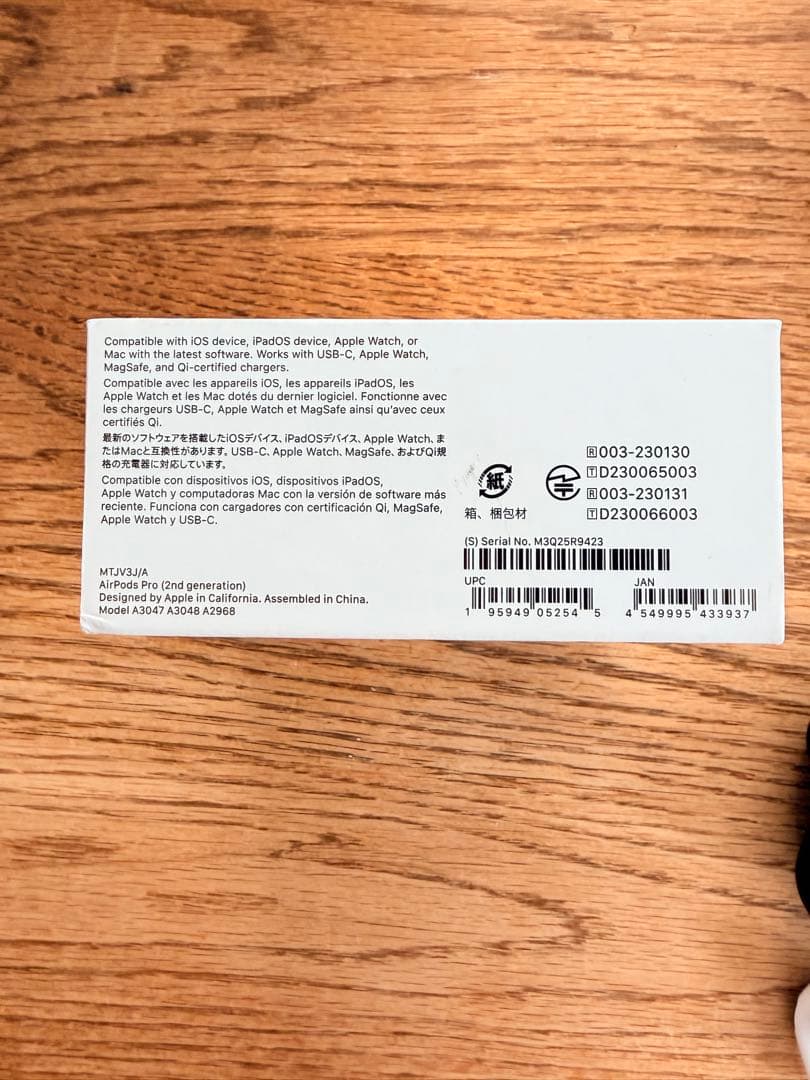 Compatible with iOS device, iPadOS device, Apple Watch, or
Mac with the latest software. Works with USB-C, Apple Watch,
MagSafe, and Qi-certified chargers.
Compatible avec les appareils iOS, les appareils iPadOS, les
Apple Watch et les Mac dotés du dernier logiciel. Fonctionne avec
les chargeurs USB-C, Apple Watch et MagSafe ainsi qu'avec ceux
certifiés Qi.
最新のソフトウェアを搭載したiOSデバイス、iPadOSデバイス、Apple Watch、ま
たはMacと互換性があります。USB-C、Apple Watch、MagSafe、およびQi規
格の充電器に対応しています。
Compatible con dispositivos iOS, dispositivos iPadOS,
Apple Watch y computadoras Mac con la versión de software más
reciente. Funciona con cargadores con certificación Qi, MagSafe,
Apple Watch y USB-C.
MTJV3J/A
AirPods Pro (2nd generation)
Designed by Apple in California. Assembled in China.
Model A3047 A3048 A2968
紙
箱、梱包材
R 003-230130
T D230065003
R 003-230131
T D230066003
(S) Serial No. M3Q25R9423
UPC
1 95949 05254 5
JAN
4 549995 433937